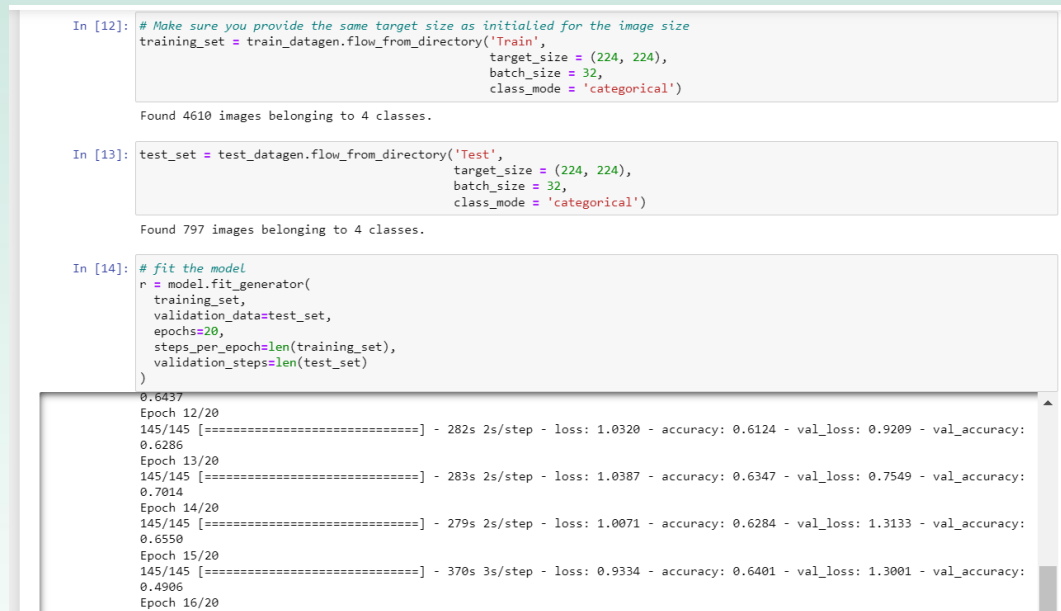 In [12]: # Make sure you provide the same target size as initialied for the image size
training_set = train_datagen.flow_from_directory('Train',
target_size = (224, 224),
batch_size = 32,
class_mode = 'categorical')
Found 4610 images belonging to 4 classes.
In [13]: test_set = test_datagen.flow_from_directory('Test',
target_size = (224, 224),
batch_size = 32,
class_mode = 'categorical')
Found 797 images belonging to 4 classes.
In [14]: # fit the model
r = model.fit_generator(
training_set,
validation_data=test_set,
epochs=20,
steps_per_epoch=len(training_set),
validation_steps=len(test_set)
)
0.6437
Epoch 12/20
145/145 [==============================] - 282s 2s/step - loss: 1.0320 - accuracy: 0.6124 - val_loss: 0.9209 - val_accuracy:
0.6286
Epoch 13/20
145/145 [==============================] - 283s 2s/step - loss: 1.0387 - accuracy: 0.6347 - val_loss: 0.7549 - val_accuracy:
0.7014
Epoch 14/20
145/145 [==============================] - 279s 2s/step - loss: 1.0071 - accuracy: 0.6284 - val_loss: 1.3133 - val_accuracy:
0.6550
Epoch 15/20
145/145 [==============================] - 370s 3s/step - loss: 0.9334 - accuracy: 0.6401 - val_loss: 1.3001 - val_accuracy:
0.4906
Epoch 16/20